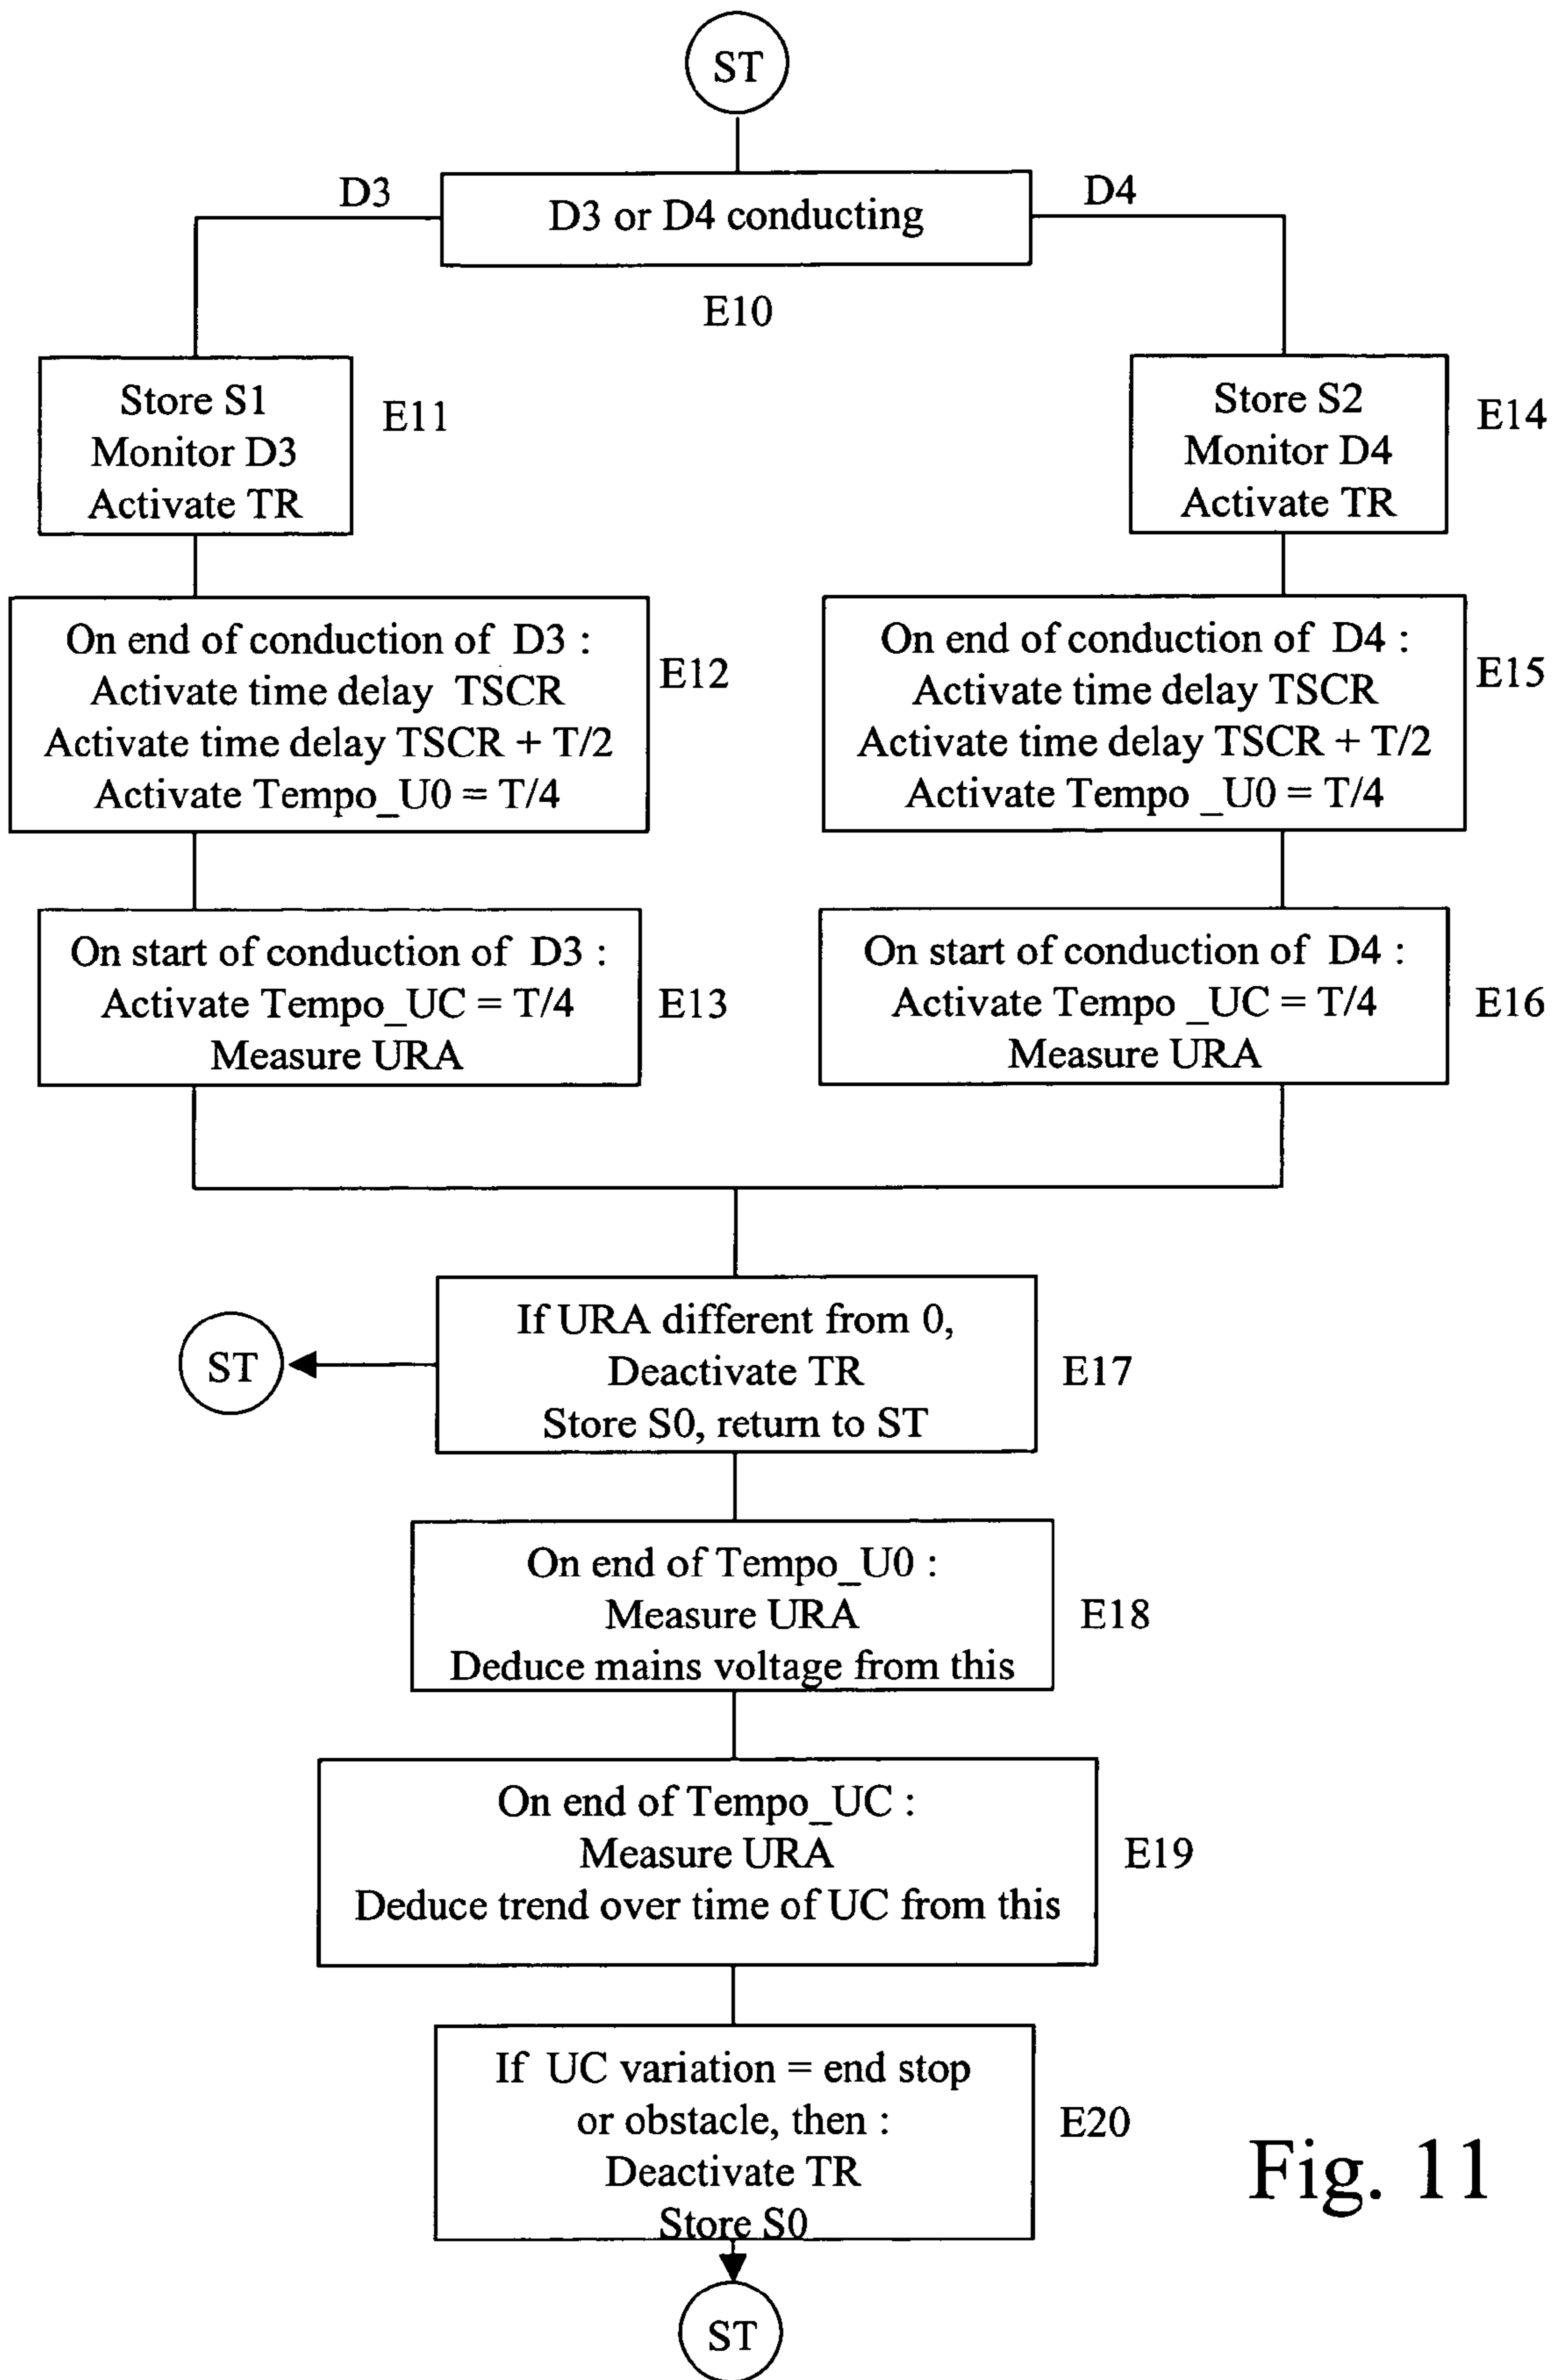 ST
D3
D4
D3 or D4 conducting
E10
Store S1
Monitor D3
Activate TR
E11
Store S2
Monitor D4
Activate TR
E14
On end of conduction of D3 :
Activate time delay TSCR
Activate time delay TSCR + T/2
Activate Tempo_U0 = T/4
E12
On end of conduction of D4 :
Activate time delay TSCR
Activate time delay TSCR + T/2
Activate Tempo _U0 = T/4
E15
On start of conduction of D3 :
Activate Tempo_UC = T/4
Measure URA
E13
On start of conduction of D4 :
Activate Tempo _UC = T/4
Measure URA
E16
If URA different from 0,
Deactivate TR
Store S0, return to ST
E17
ST
On end of Tempo_U0 :
Measure URA
Deduce mains voltage from this
E18
On end of Tempo_UC :
Measure URA
Deduce trend over time of UC from this
E19
If UC variation = end stop
or obstacle, then :
Deactivate TR
Store S0
E20
ST
Fig. 11